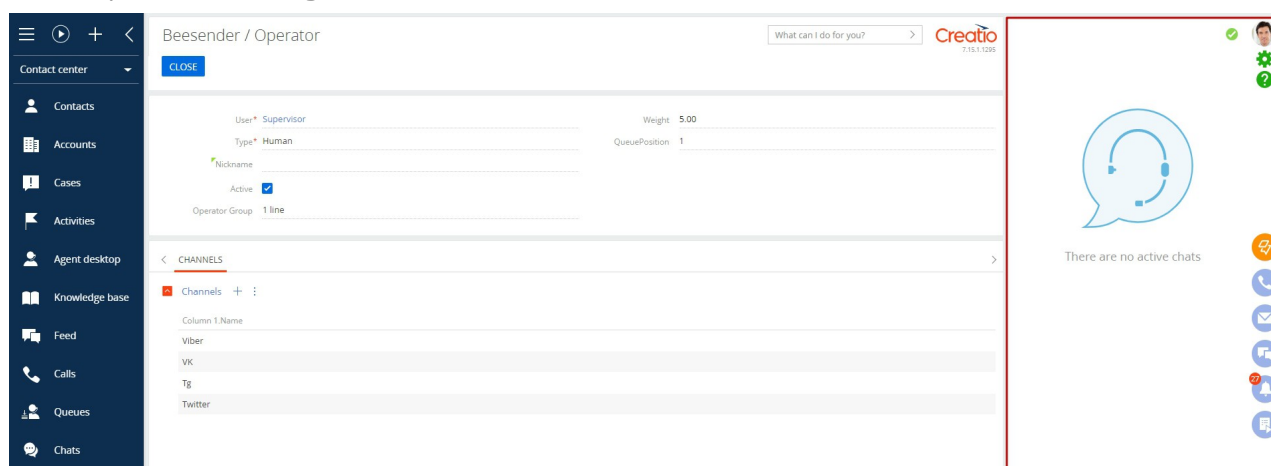 Beesender / Operator
What can I do for you?
Creatio
7.15.1.1295
CLOSE
Contact center
Contacts
Accounts
Cases
Activities
Agent desktop
Knowledge base
Feed
Calls
Queues
Chats
User* Supervisor
Type* Human
Nickname
Active
Operator Group 1 line
Weight 5.00
QueuePosition 1
CHANNELS
Channels
Column 1.Name
Viber
VK
Tg
Twitter
There are no active chats
27